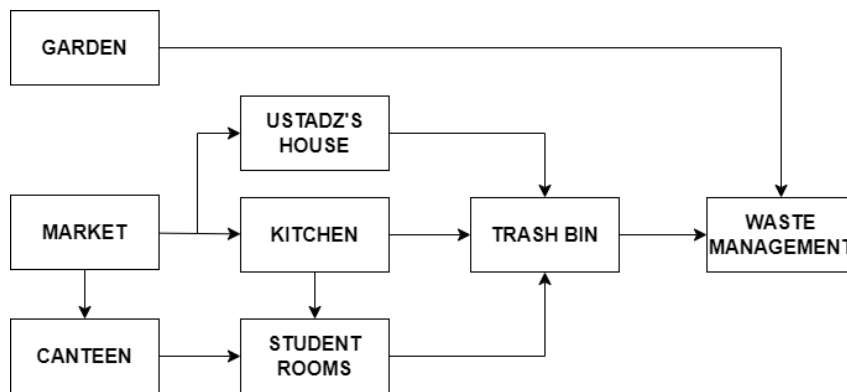 GARDEN
USTADZ'S
HOUSE
MARKET
KITCHEN
TRASH BIN
WASTE
MANAGEMENT
CANTEEN
STUDENT
ROOMS